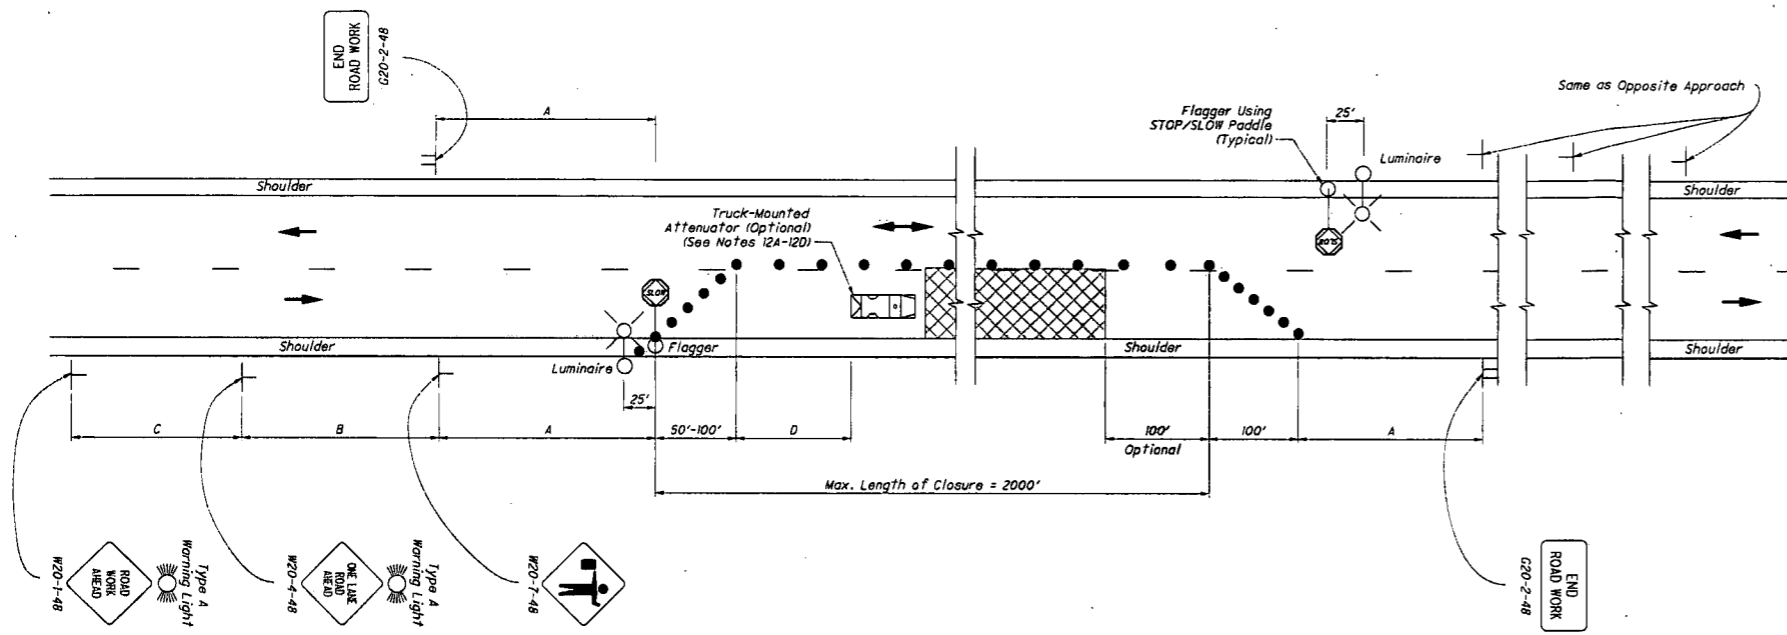 END
ROAD WORK
G20-2-48
A
Shoulder
Truck-Mounted
Attenuator (Optional)
(See Notes 12A-12D)
Flagger Using
STOP/SLOW Paddle
(Typical)
25'
Luminaire
Same as Opposite Approach
Shoulder
SLOW
SLOW
Shoulder
Flagger
Luminaire
Shoulder
Shoulder
25'
C
B
A
50'-100'
D
100'
Optional
100'
A
Max. Length of Closure = 2000'
W20-1-48
ROAD
WORK
AHEAD
Type A
Warning Light
W20-4-48
ONE LANE
ROAD
AHEAD
Type A
Warning Light
W20-7-48
END
ROAD WORK
G20-2-48